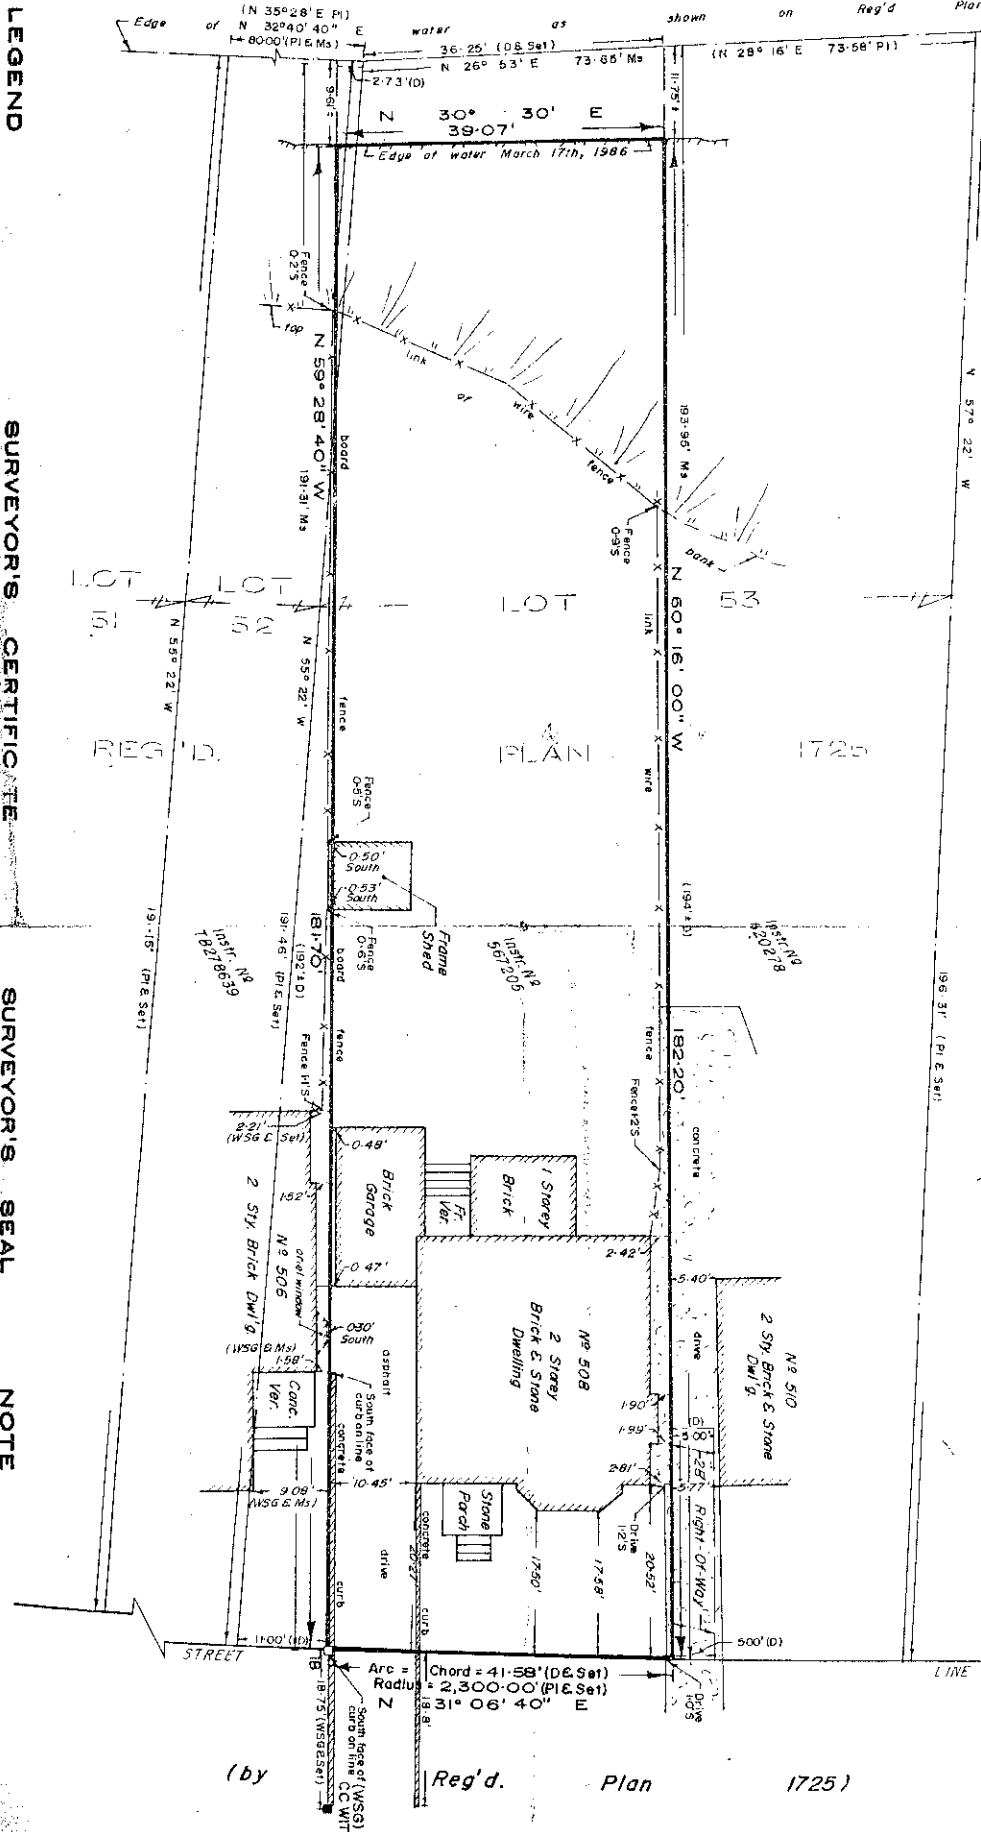 (N 35° 28' E Pl)
Edge of N 32° 40' 40" E water as shown on Reg'd Plan
80·00' (Pl & Ms)
36·25' (D & Set)
N 26° 53' E 73·65' Ms
(N 28° 16' E 73·58' Pl)
2·73' (D)
9·61'±
11·75'±
N 30° 30' E
39·07'
Edge of water March 17th, 1986
Fence 0·2'S
top
link
of
wire
fence
bank
Fence 0·9'S
N 59° 28' 40" W
191·31' Ms
board
193·95' Ms
N 57° 22' W
LOT 51
LOT 52
LOT 53
N 60° 16' 00" W
N 55° 22' W
N 55° 22' W
link
wire
fence
REG'D. PLAN 1725
Fence 0·5'S
0·50' South
0·53' South
Frame Shed
Fence 0·6'S
181·70'
(192'± D)
191·46' (Pl & Set)
191·15' (Pl & Set)
board
fence
Instr. Nº 567205
(194'± D)
Instr. Nº 620278
196·31' (Pl & Set)
182·20'
fence
concrete
Fence 1·1'S
Fence 1·2'S
2·21' (WSG & Set)
0·48'
1·52'
Brick Garage
Fr. Ver.
1 Storey Brick
2 Sty. Brick Dwl'g.
Nº 506
oriel window
0·47'
0·30' South
(WSG & Ms)
1·58'
2·42'
5·40'
drive
Nº 508
2 Storey
Brick & Stone
Dwelling
Nº 510
2 Sty. Brick & Stone
Dwl'g.
1·90'
1·99'
(D)
5·00'
2·81'
5·77'
Conc. Ver.
asphalt
South face of curb on line
concrete
10·45'
9·08' (WSG & Ms)
Stone Porch
concrete
20·27'
curb
drive
curb
17·50'
17·58'
20·52'
Drive 1·2'S
Right-Of-Way
5·00' (D)
11·00' (D)
STREET
LINE
Arc = Chord = 41·58' (D & Set)
Radius = 2,300·00' (Pl & Set)
N 31° 06' 40" E
18·75' (WSG & Set)
18·8'
South face of (WSG)
curb on line CC WIT
Drive 1·0'S
(by Reg'd. Plan 1725)
LEGEND
SURVEYOR'S CERTIFICATE
SURVEYOR'S SEAL
NOTE